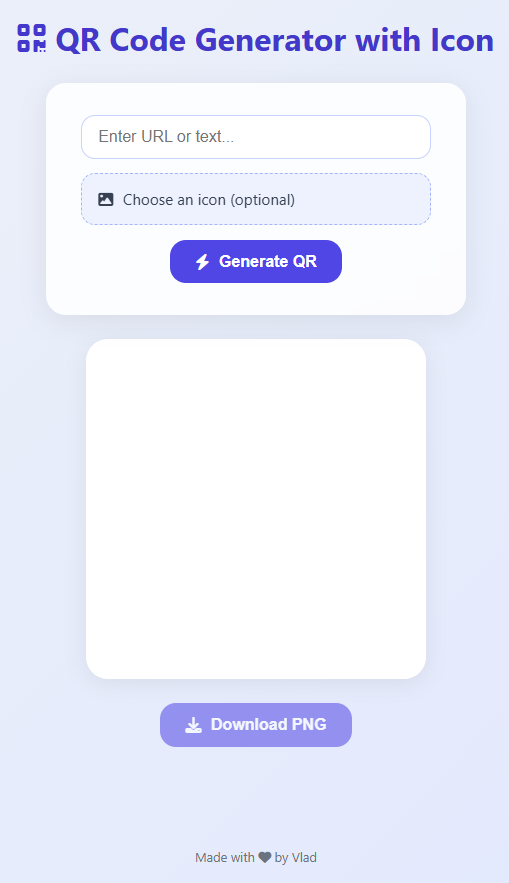 QR Code Generator with Icon
Enter URL or text...
Choose an icon (optional)
Generate QR
Download PNG
Made with ♥ by Vlad